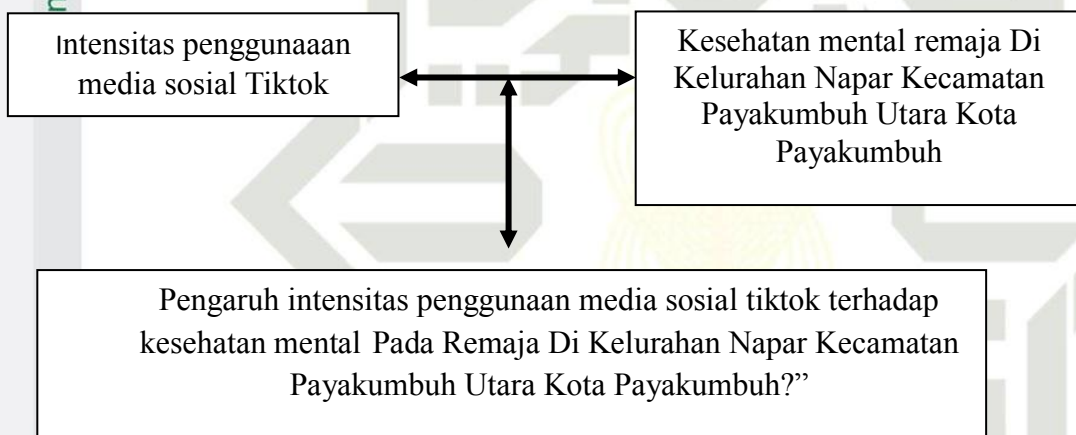 Intensitas penggunaaan
media sosial Tiktok
Kesehatan mental remaja Di
Kelurahan Napar Kecamatan
Payakumbuh Utara Kota
Payakumbuh
Pengaruh intensitas penggunaan media sosial tiktok terhadap
kesehatan mental Pada Remaja Di Kelurahan Napar Kecamatan
Payakumbuh Utara Kota Payakumbuh?”